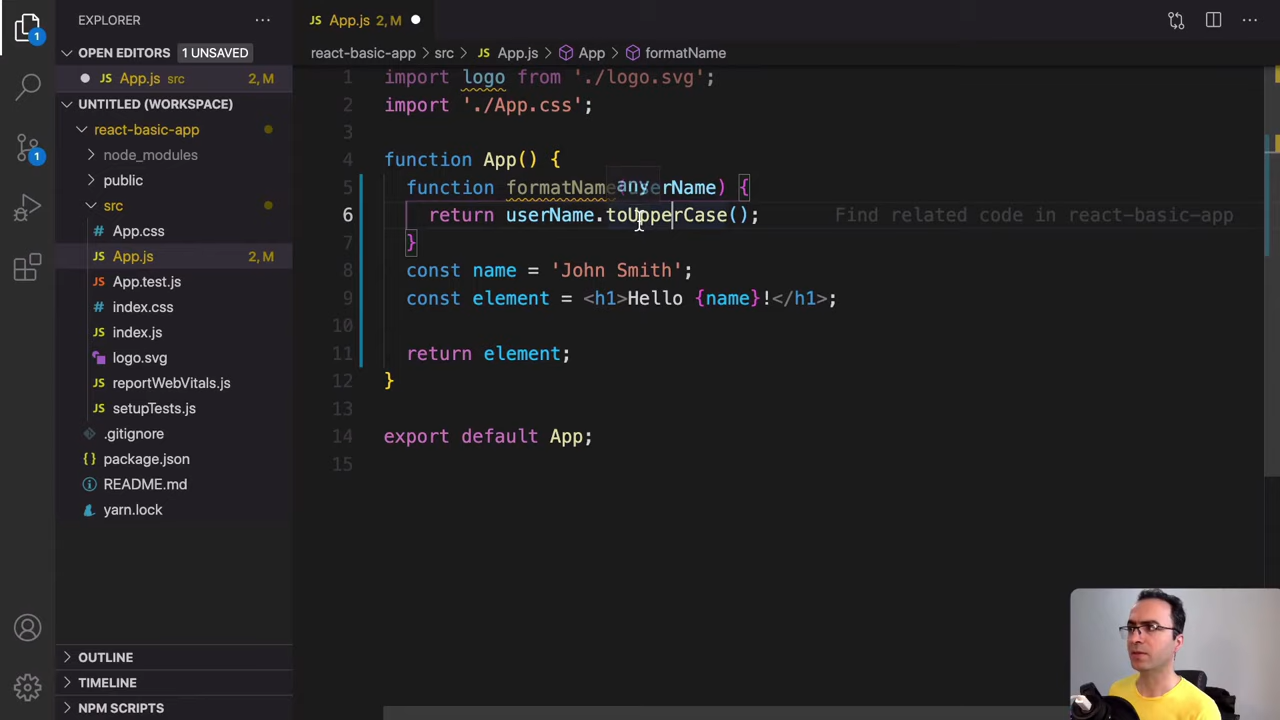 EXPLORER
OPEN EDITORS 1 UNSAVED
App.js src 2, M
UNTITLED (WORKSPACE)
react-basic-app
node_modules
public
src
App.css
App.js 2, M
App.test.js
index.css
index.js
logo.svg
reportWebVitals.js
setupTests.js
.gitignore
package.json
README.md
yarn.lock
OUTLINE
TIMELINE
NPM SCRIPTS
1
1
App.js 2, M
react-basic-app > src > App.js > App > formatName
1 import logo from './logo.svg';
2 import './App.css';
3
4 function App() {
5 function formatName userName) {
any
6 return userName.toUpperCase(); Find related code in react-basic-app
7 }
8 const name = 'John Smith';
9 const element = <h1>Hello {name}!</h1>;
10
11 return element;
12 }
13
14 export default App;
15